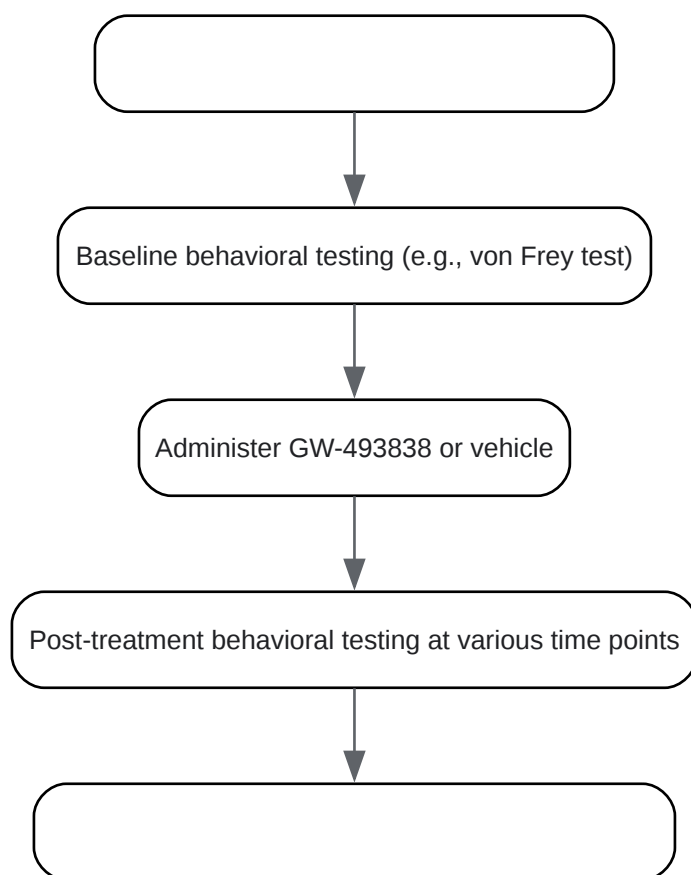 Baseline behavioral testing (e.g., von Frey test)
Administer GW-493838 or vehicle
Post-treatment behavioral testing at various time points